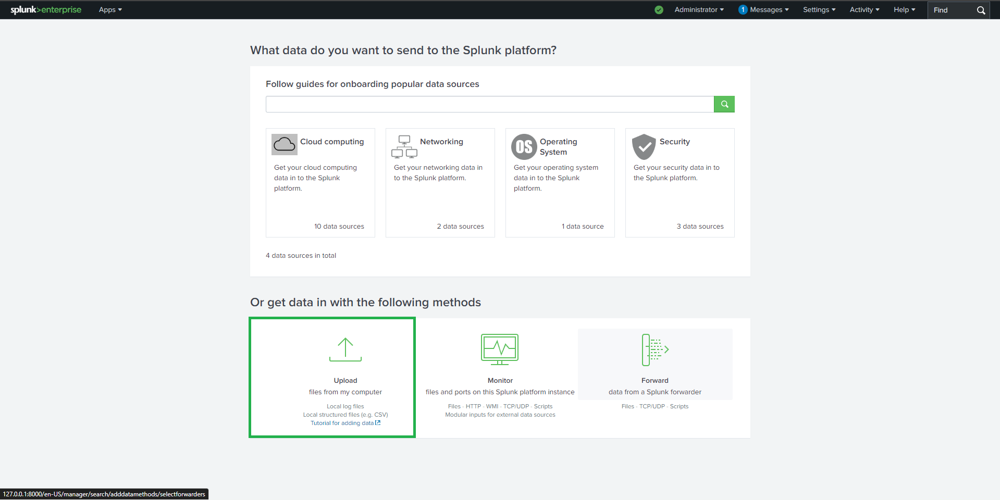 splunk>enterprise Apps Administrator 1 Messages Settings Activity Help Find
What data do you want to send to the Splunk platform?
Follow guides for onboarding popular data sources
Cloud computing
Get your cloud computing
data in to the Splunk
platform.
10 data sources
Networking
Get your networking data in
to the Splunk platform.
2 data sources
OS
Operating
System
Get your operating system
data in to the Splunk
platform.
1 data source
Security
Get your security data in to
the Splunk platform.
3 data sources
4 data sources in total
Or get data in with the following methods
Upload
files from my computer
Local log files
Local structured files (e.g. CSV)
Tutorial for adding data
Monitor
files and ports on this Splunk platform instance
Files - HTTP - WMI - TCP/UDP - Scripts
Modular inputs for external data sources
Forward
data from a Splunk forwarder
Files - TCP/UDP - Scripts
127.0.0.1:8000/en-US/manager/search/adddatamethods/selectforwarders